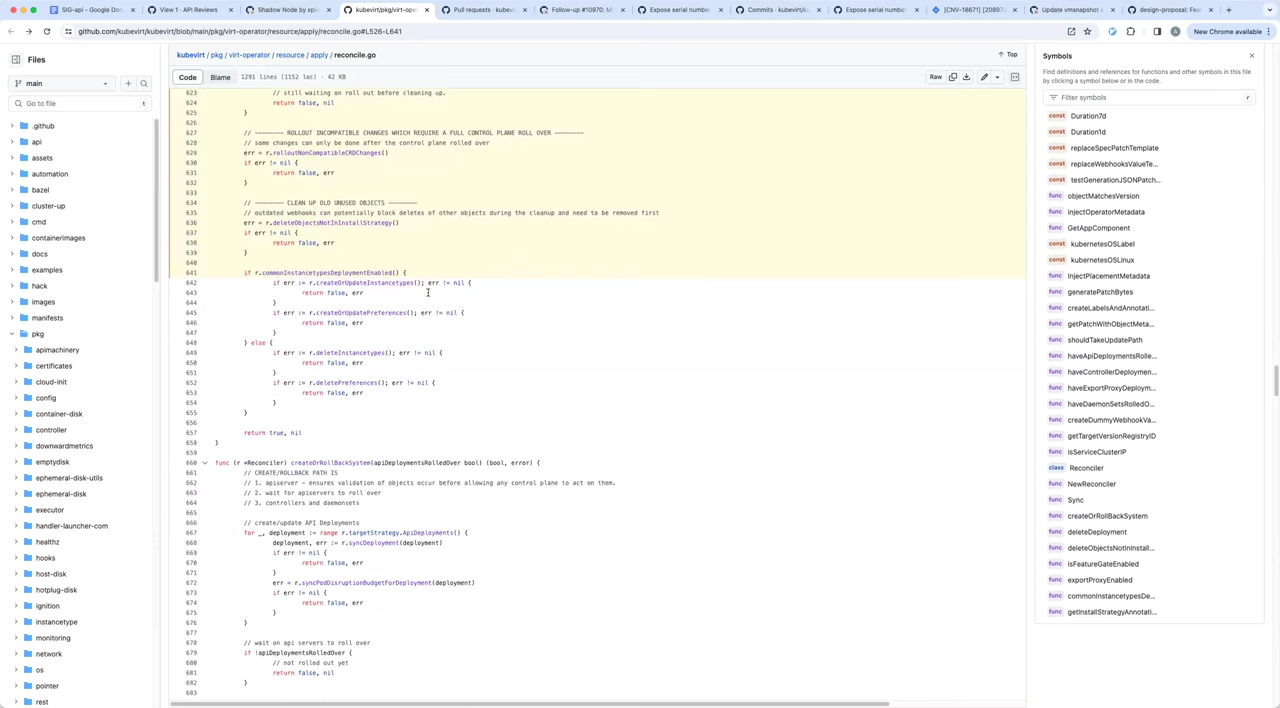 SIG-api - Google Doc
View 1 · API Reviews
Shadow Node by xpiv
kubevirt/pkg/virt-oper
Pull requests · kubevi
Follow-up #10970: M
Expose serial number
Commits · kubevirt/k
Expose serial number
[CNV-18671] [208972
Update vmsnapshot e
design-proposal: Feat
github.com/kubevirt/kubevirt/blob/main/pkg/virt-operator/resource/apply/reconcile.go#L526-L641
New Chrome available
Files
main
Go to file
t
.github
api
assets
automation
bazel
cluster-up
cmd
containerimages
docs
examples
hack
images
manifests
pkg
apimachinery
certificates
cloud-init
config
container-disk
controller
downwardmetrics
emptydisk
ephemeral-disk-utils
ephemeral-disk
executor
handler-launcher-com
healthz
hooks
host-disk
hotplug-disk
ignition
instancetype
monitoring
network
os
pointer
rest
kubevirt / pkg / virt-operator / resource / apply / reconcile.go
Top
Code
Blame
1291 lines (1152 loc) · 42 KB
Raw
623 // still waiting on roll out before cleaning up.
624 return false, nil
625 }
626
627 // -------- ROLLOUT INCOMPATIBLE CHANGES WHICH REQUIRE A FULL CONTROL PLANE ROLL OVER --------
628 // some changes can only be done after the control plane rolled over
629 err = r.rolloutNonCompatibleCRDChanges()
630 if err != nil {
631 return false, err
632 }
633
634 // -------- CLEAN UP OLD UNUSED OBJECTS --------
635 // outdated webhooks can potentially block deletes of other objects during the cleanup and need to be removed first
636 err = r.deleteObjectsNotInInstallStrategy()
637 if err != nil {
638 return false, err
639 }
640
641 if r.commonInstancetypesDeploymentEnabled() {
642 if err := r.createOrUpdateInstancetypes(); err != nil {
643 return false, err
644 }
645 if err := r.createOrUpdatePreferences(); err != nil {
646 return false, err
647 }
648 } else {
649 if err := r.deleteInstancetypes(); err != nil {
650 return false, err
651 }
652 if err := r.deletePreferences(); err != nil {
653 return false, err
654 }
655 }
656
657 return true, nil
658 }
659
660 func (r *Reconciler) createOrRollBackSystem(apiDeploymentsRolledOver bool) (bool, error) {
661 // CREATE/ROLLBACK PATH IS
662 // 1. apiserver – ensures validation of objects occur before allowing any control plane to act on them.
663 // 2. wait for apiservers to roll over
664 // 3. controllers and daemonsets
665
666 // create/update API Deployments
667 for _, deployment := range r.targetStrategy.ApiDeployments() {
668 deployment, err := r.syncDeployment(deployment)
669 if err != nil {
670 return false, err
671 }
672 err = r.syncPodDisruptionBudgetForDeployment(deployment)
673 if err != nil {
674 return false, err
675 }
676 }
677
678 // wait on api servers to roll over
679 if !apiDeploymentsRolledOver {
680 // not rolled out yet
681 return false, nil
682 }
683
Symbols
Find definitions and references for functions and other symbols in this file
by clicking a symbol below or in the code.
Filter symbols
r
const Duration7d
const Duration1d
const replaceSpecPatchTemplate
const replaceWebhooksValueTe...
const testGenerationJSONPatch...
func objectMatchesVersion
func injectOperatorMetadata
func GetAppComponent
const kubernetesOSLabel
const kubernetesOSLinux
func InjectPlacementMetadata
func generatePatchBytes
func createLabelsAndAnnotati...
func getPatchWithObjectMeta...
func shouldTakeUpdatePath
func haveApiDeploymentsRolle...
func haveControllerDeploymen...
func haveExportProxyDeploym...
func haveDaemonSetsRolledO...
func createDummyWebhookVa...
func getTargetVersionRegistryID
func isServiceClusterIP
class Reconciler
func NewReconciler
func Sync
func createOrRollBackSystem
func deleteDeployment
func deleteObjectsNotInInstall...
func isFeatureGateEnabled
func exportProxyEnabled
func commonInstancetypesDe...
func getInstallStrategyAnnotati...